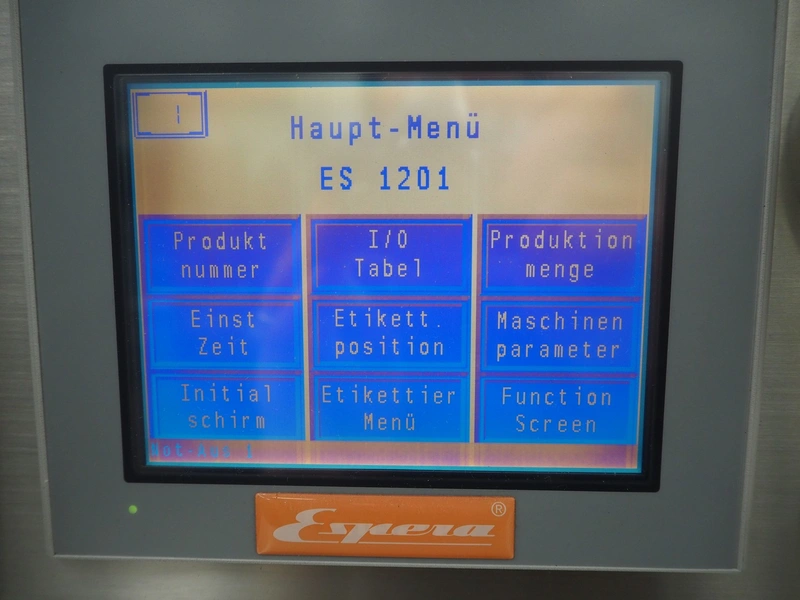 1
Haupt-Menü
ES 1201
Produkt
nummer
I/O
Tabel
Produktion
menge
Einst
Zeit
Etikett.
position
Maschinen
parameter
Initial
schirm
Etikettier
Menü
Function
Screen
Espera®